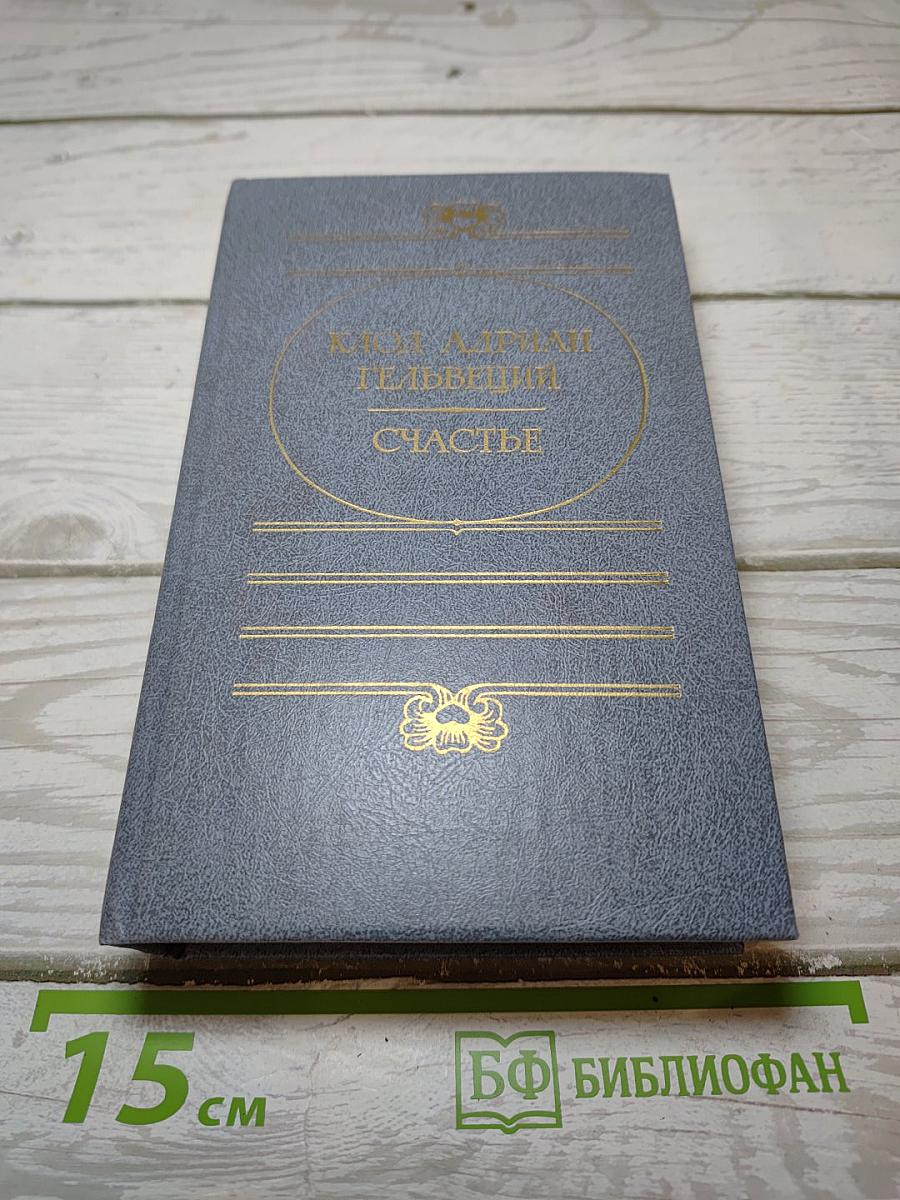 КЛОД АДРИАН
ГЕЛЬВЕЦИЙ
СЧАСТЬЕ
15 см
БФ БИБЛИОФАН